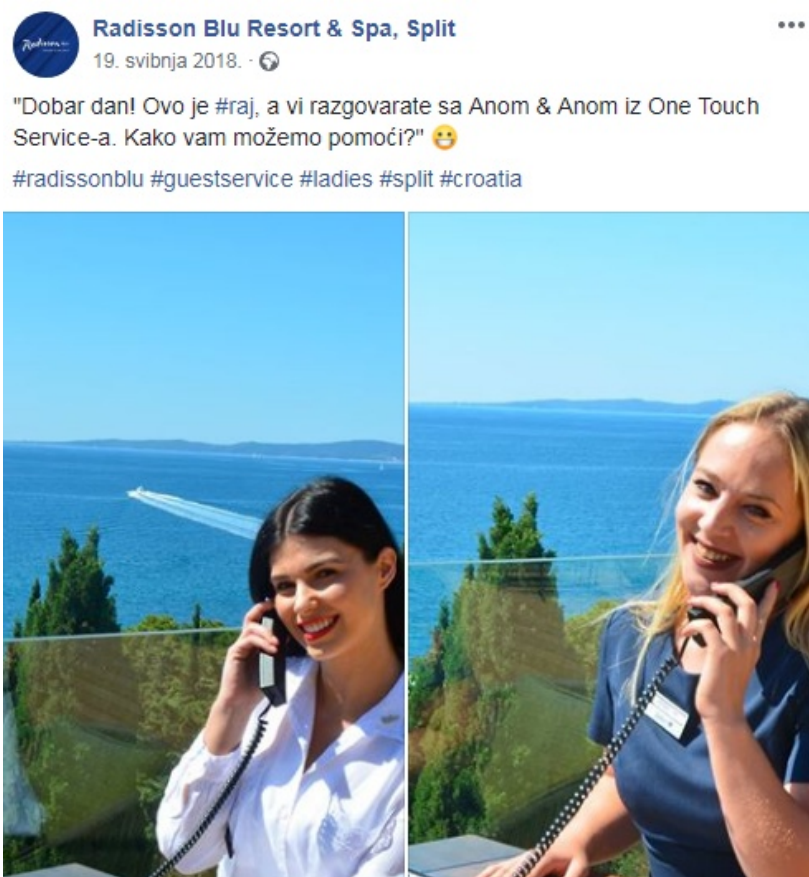 Radisson Blu Resort & Spa, Split
19. svibnja 2018. ·
"Dobar dan! Ovo je #raj, a vi razgovarate sa Anom & Anom iz One Touch
Service-a. Kako vam možemo pomoći?" 😀
#radissonblu #guestservice #ladies #split #croatia